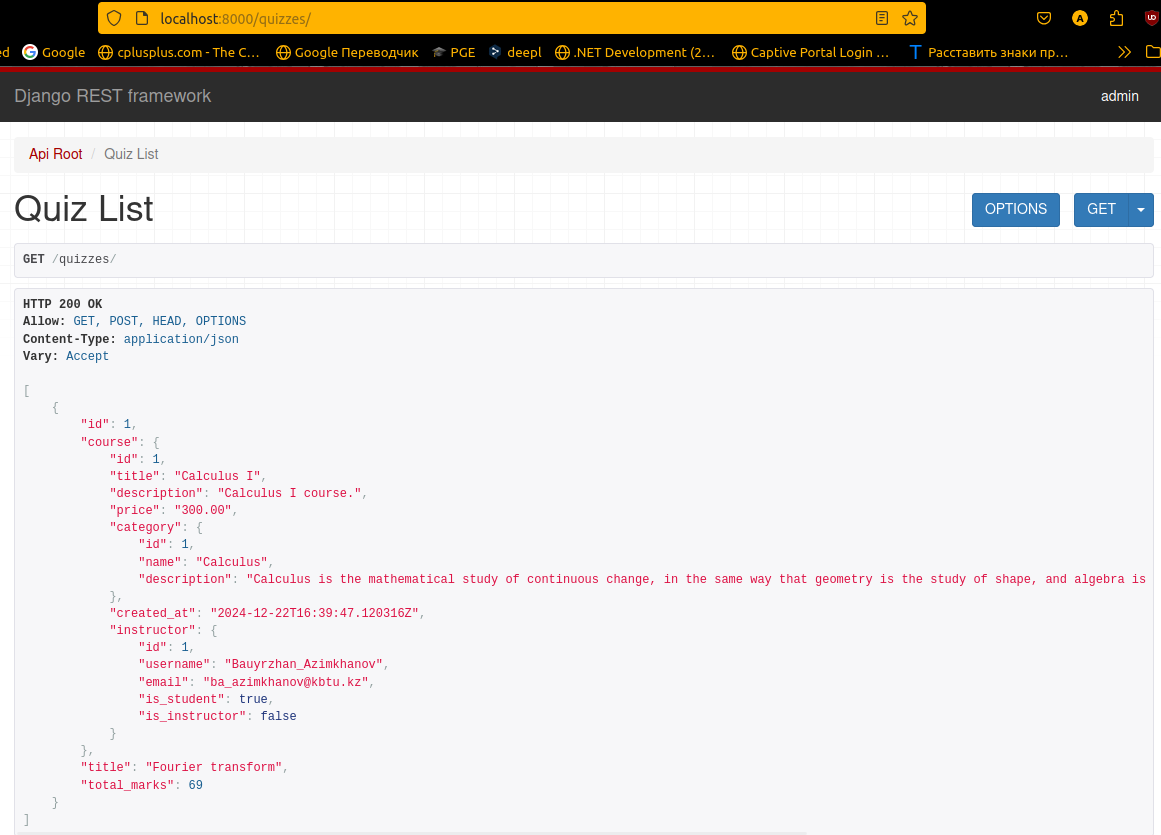 localhost:8000/quizzes/
ed Google cplusplus.com - The C... Google Переводчик PGE deepl .NET Development (2... Captive Portal Login ... Расставить знаки пр...
Django REST framework admin
Api Root / Quiz List
Quiz List OPTIONS GET
GET /quizzes/
HTTP 200 OK
Allow: GET, POST, HEAD, OPTIONS
Content-Type: application/json
Vary: Accept
[
    {
        "id": 1,
        "course": {
            "id": 1,
            "title": "Calculus I",
            "description": "Calculus I course.",
            "price": "300.00",
            "category": {
                "id": 1,
                "name": "Calculus",
                "description": "Calculus is the mathematical study of continuous change, in the same way that geometry is the study of shape, and algebra is
            },
            "created_at": "2024-12-22T16:39:47.120316Z",
            "instructor": {
                "id": 1,
                "username": "Bauyrzhan_Azimkhanov",
                "email": "ba_azimkhanov@kbtu.kz",
                "is_student": true,
                "is_instructor": false
            }
        },
        "title": "Fourier transform",
        "total_marks": 69
    }
]